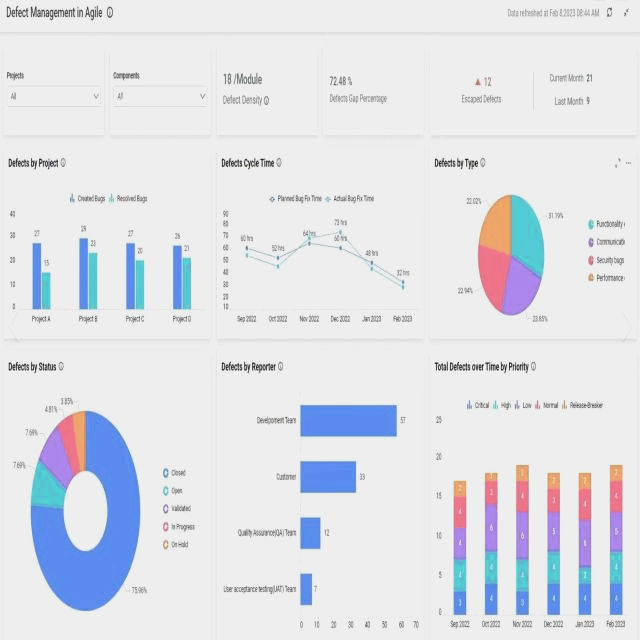 Defect Management in Agile
Data refreshed at Feb 8,2023 08:44 AM
Projects
All
Components
All
18 /Module
Defect Density
72.48 %
Defects Gap Percentage
12
Escaped Defects
Current Month 21
Last Month 9
Defects by Project
Created Bugs Resolved Bugs
40
30
20
10
0
27 15
29 23
27 20
26 21
Project A Project B Project C Project D
Defects Cycle Time
Planned Bug Fix Time Actual Bug Fix Time
90
80
70
60
50
40
30
20
10
60 hrs
52 hrs
64 hrs
73 hrs
60 hrs
48 hrs
32 hrs
Sep 2022 Oct 2022 Nov 2022 Dec 2022 Jan 2023 Feb 2023
Defects by Type
22.02%
31.19%
22.94%
23.85%
Functionality
Communicati
Security bugs
Performance
Defects by Status
3.85%
4.81%
7.69%
7.69%
75.96%
Closed
Open
Validated
In Progress
On Hold
Defects by Reporter
Development Team 57
Customer 33
Quality Assurance(QA) Team 12
User acceptance testing(UAT) Team 7
0 10 20 30 40 50 60 70
Total Defects over Time by Priority
Critical High Low Normal Release-Breaker
25
20
15
10
5
0
2 4 4 4 3
1 3 6 4 4
2 4 6 4 3
2 3 5 4 4
2 4 6 2 4
2 4 5 4 4
Sep 2022 Oct 2022 Nov 2022 Dec 2022 Jan 2023 Feb 2023